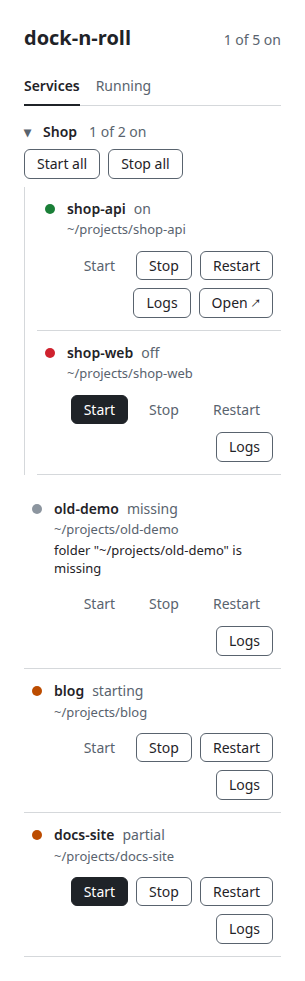 dock-n-roll 1 of 5 on
Services Running
▼ Shop 1 of 2 on
Start all Stop all
shop-api on
~/projects/shop-api
Start Stop Restart
Logs Open ↗
shop-web off
~/projects/shop-web
Start Stop Restart
Logs
old-demo missing
~/projects/old-demo
folder "~/projects/old-demo" is
missing
Start Stop Restart
Logs
blog starting
~/projects/blog
Start Stop Restart
Logs
docs-site partial
~/projects/docs-site
Start Stop Restart
Logs